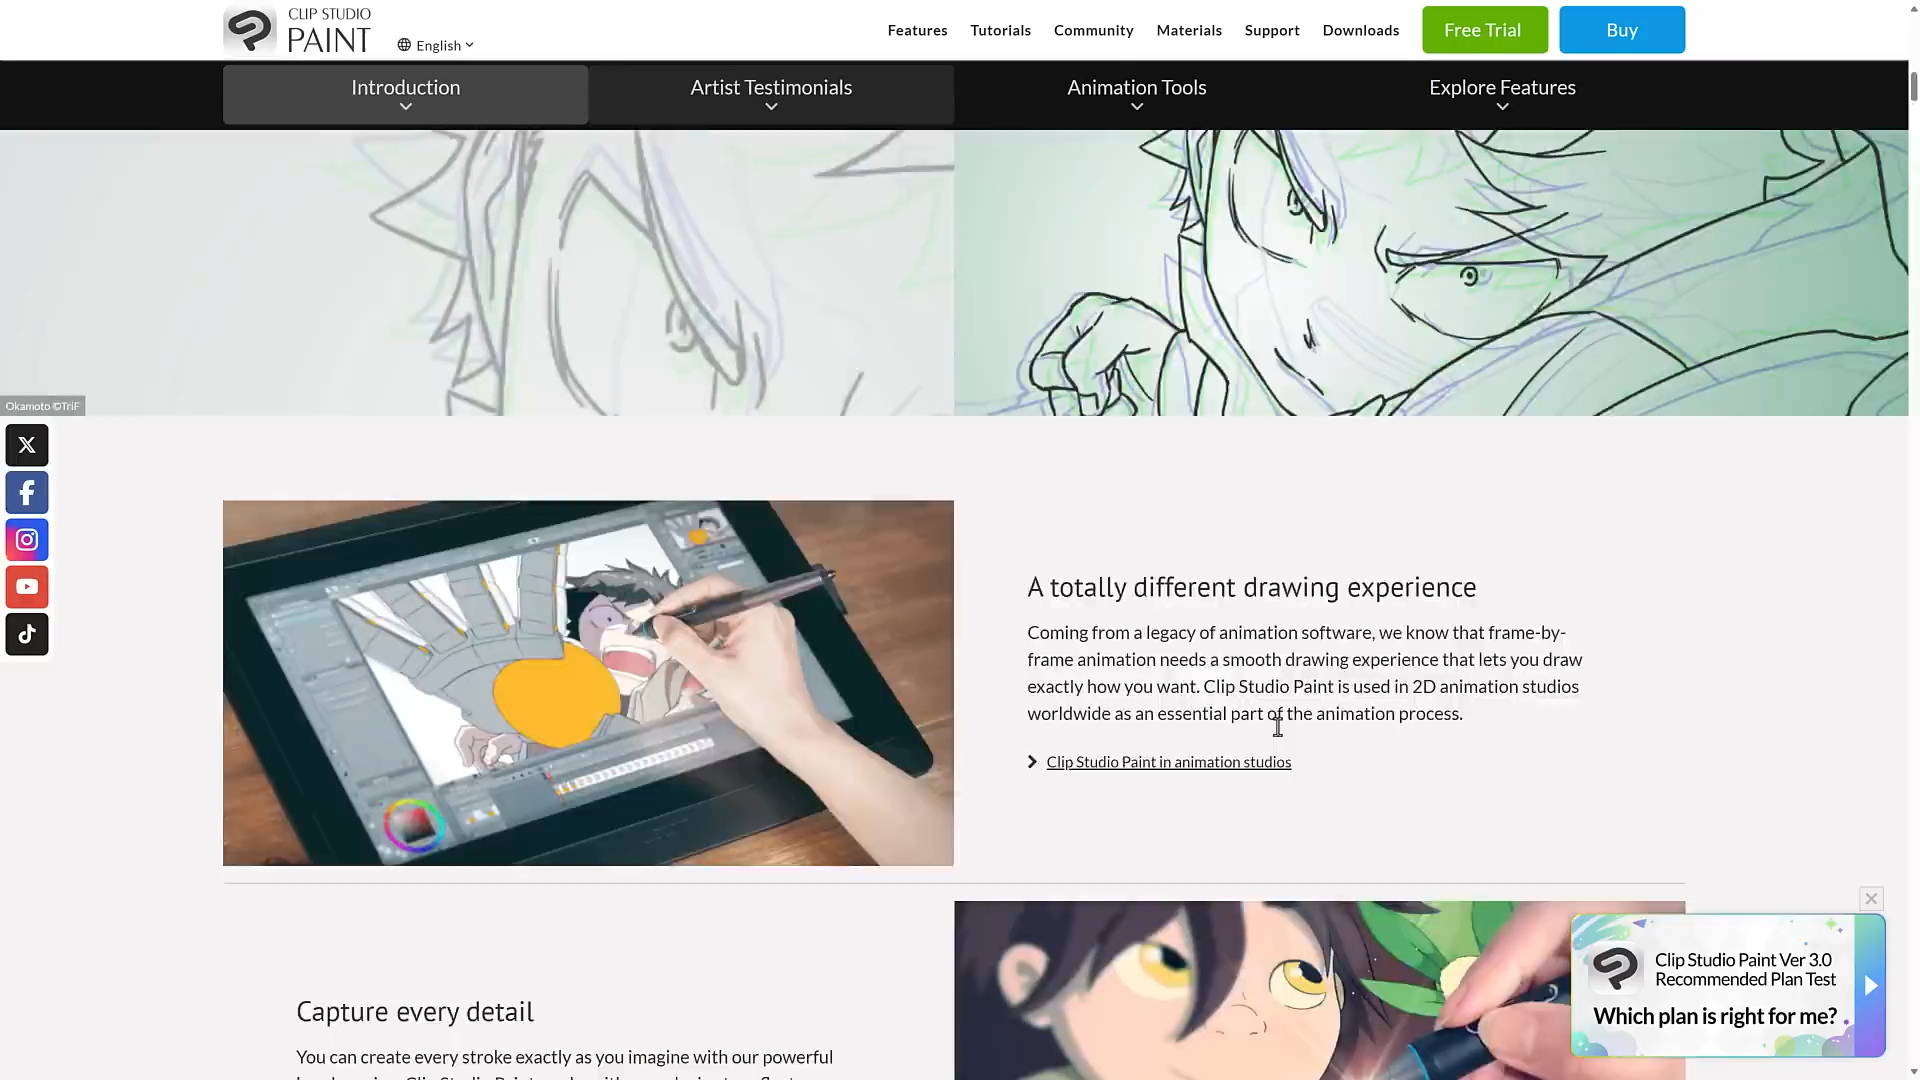 CLIP STUDIO
PAINT
English
Features
Tutorials
Community
Materials
Support
Downloads
Free Trial
Buy
Introduction
Artist Testimonials
Animation Tools
Explore Features
Okamoto ©TriF
A totally different drawing experience
Coming from a legacy of animation software, we know that frame-by-
frame animation needs a smooth drawing experience that lets you draw
exactly how you want. Clip Studio Paint is used in 2D animation studios
worldwide as an essential part of the animation process.
Clip Studio Paint in animation studios
Capture every detail
You can create every stroke exactly as you imagine with our powerful
Clip Studio Paint Ver 3.0
Recommended Plan Test
Which plan is right for me?